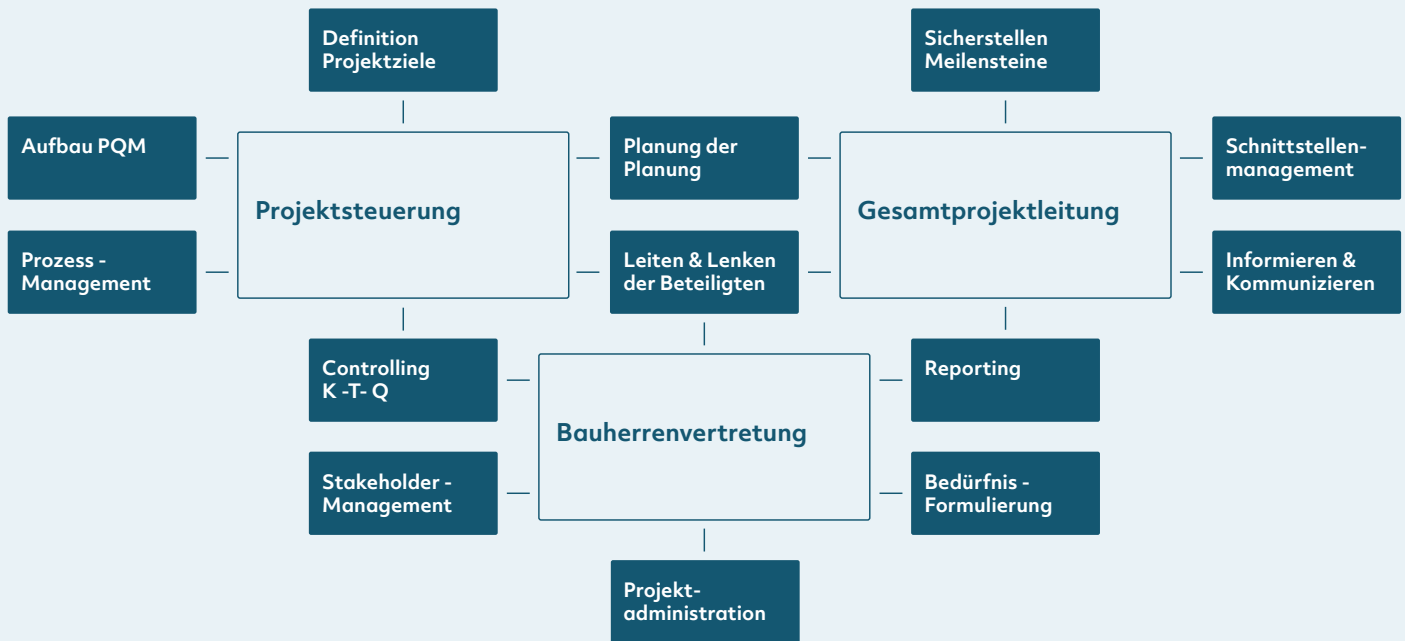 Definition
Projektziele
Sicherstellen
Meilensteine
Aufbau PQM
Planung der
Planung
Schnittstellen-
management
Projektsteuerung
Gesamtprojektleitung
Prozess -
Management
Leiten & Lenken
der Beteiligten
Informieren &
Kommunizieren
Controlling
K -T- Q
Reporting
Bauherrenvertretung
Stakeholder -
Management
Bedürfnis -
Formulierung
Projekt-
administration